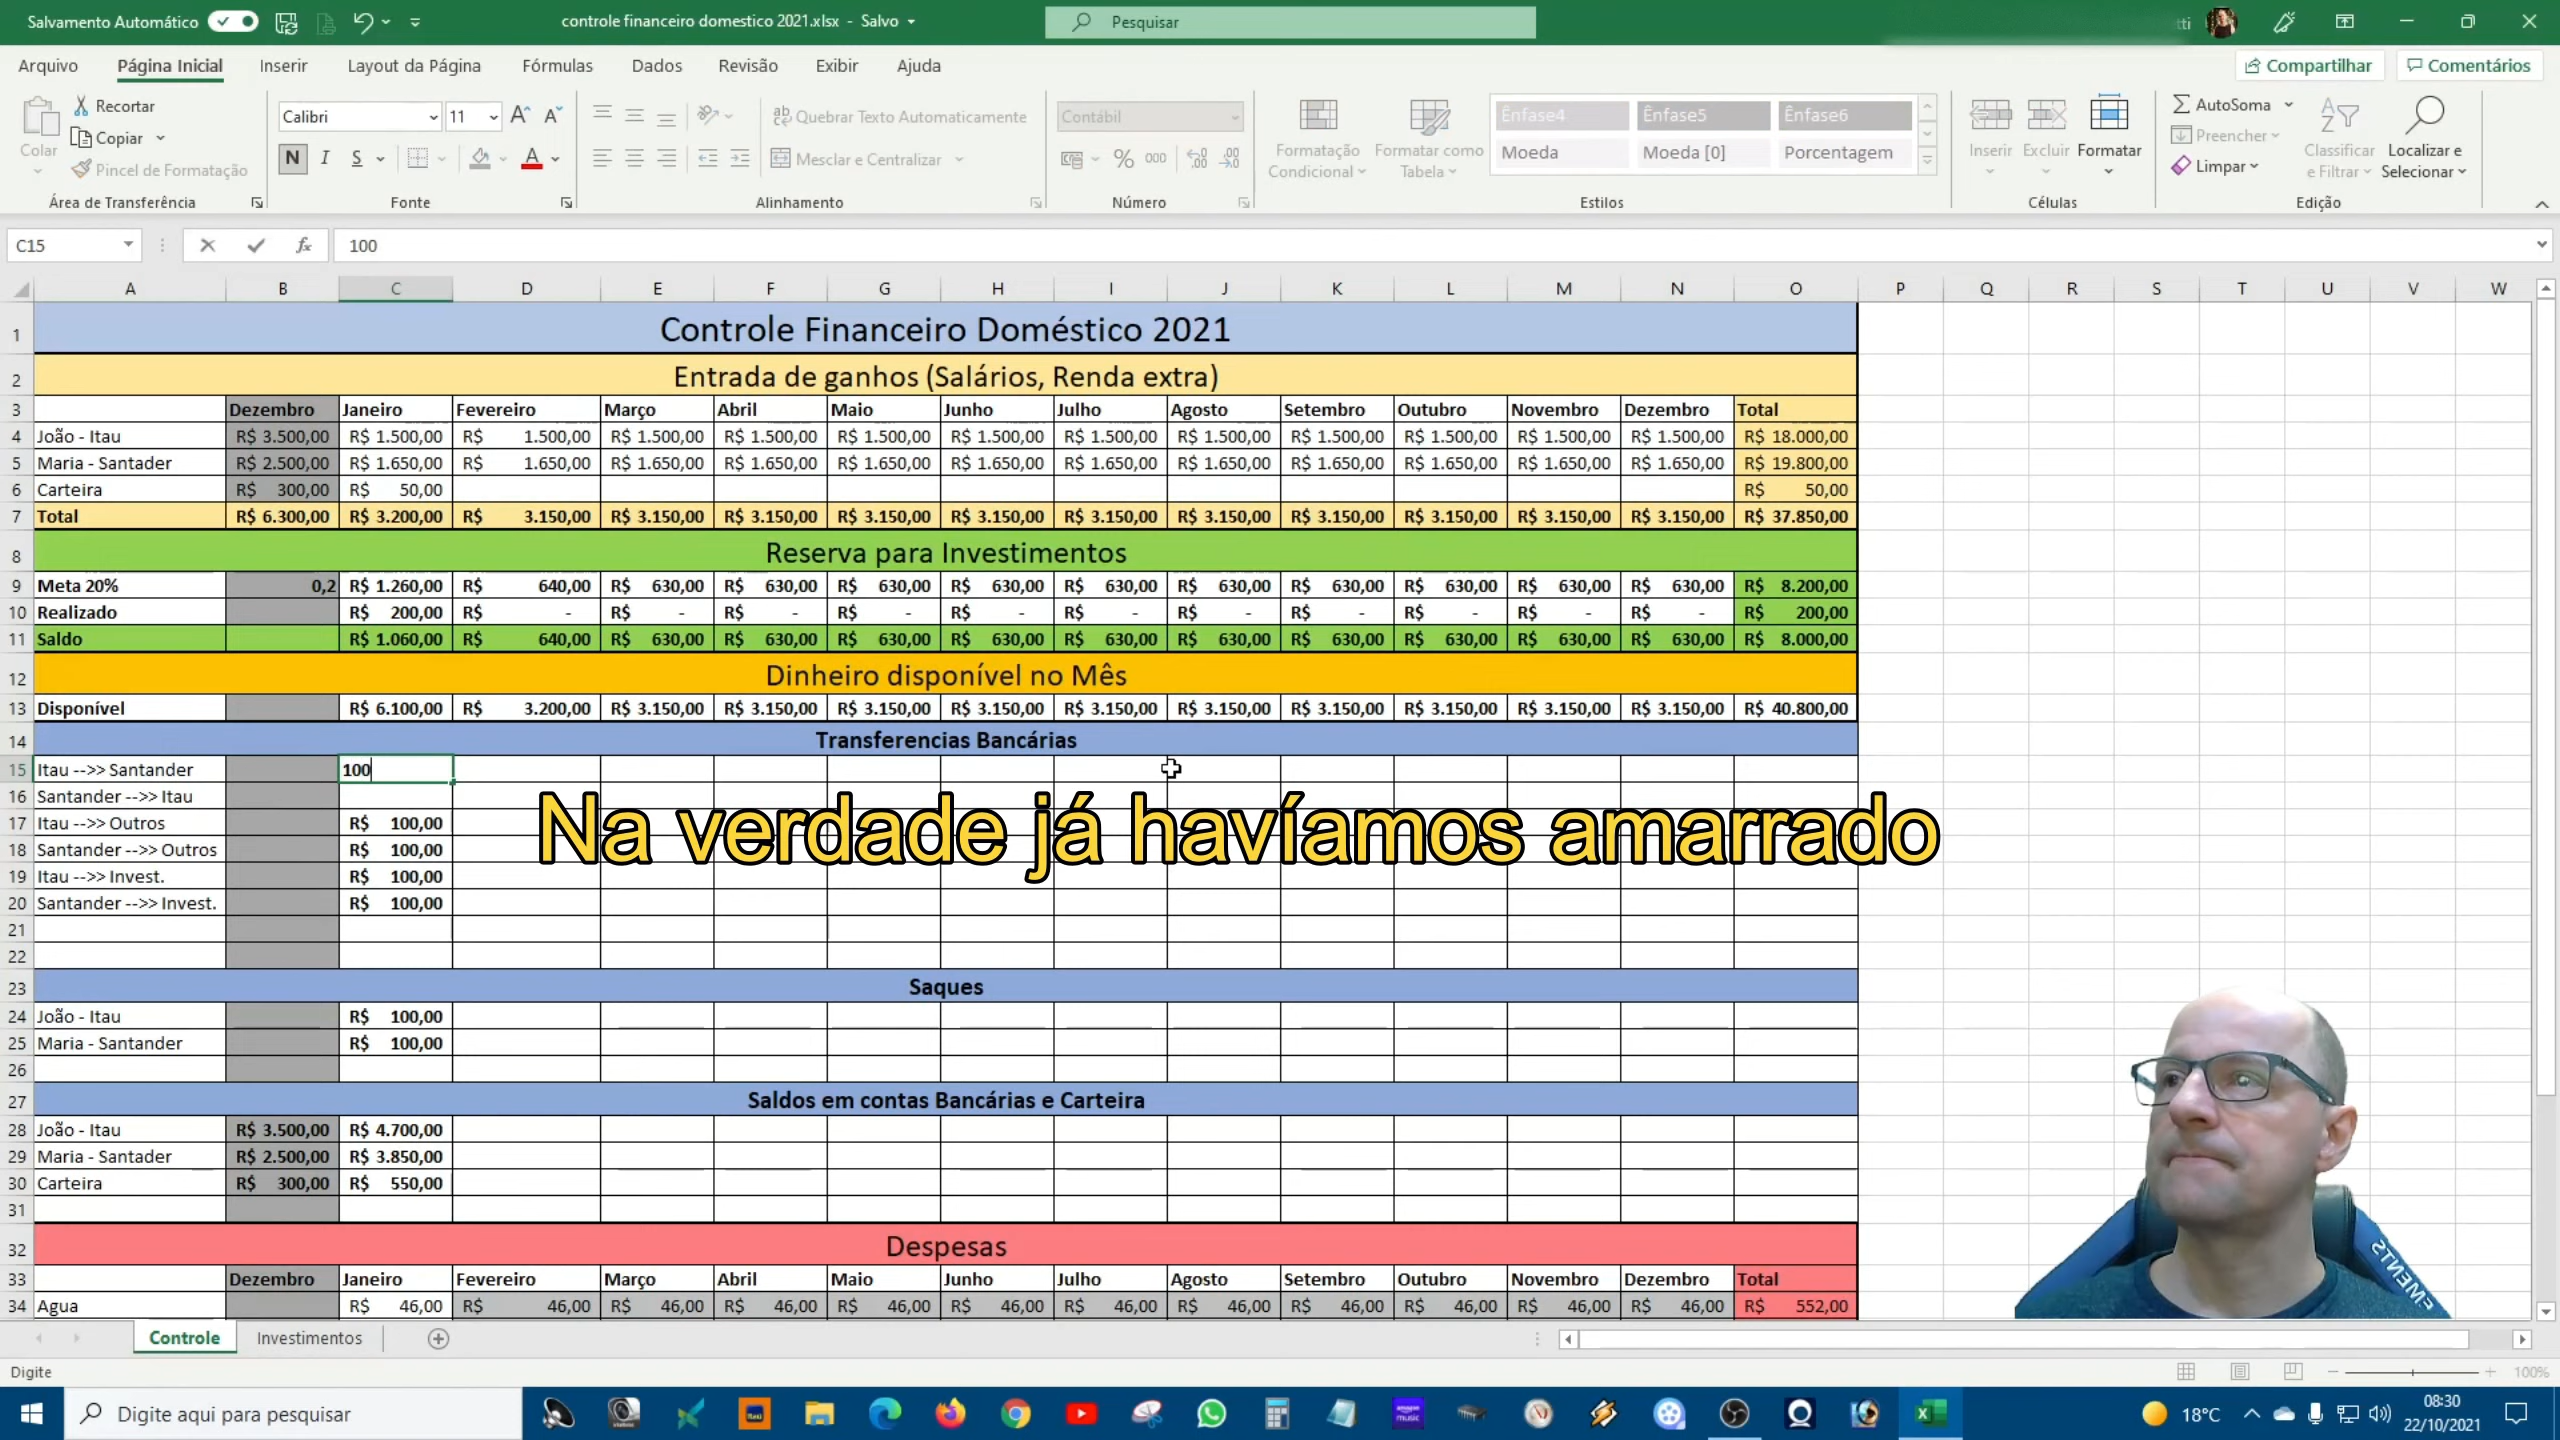 Salvamento Automático
controle financeiro domestico 2021.xlsx - Salvo
Pesquisar
tti
Arquivo Página Inicial Inserir Layout da Página Fórmulas Dados Revisão Exibir Ajuda
Compartilhar Comentários
Colar
Recortar
Copiar
Pincel de Formatação
Área de Transferência
Calibri 11
N I S
Fonte
Quebrar Texto Automaticamente
Mesclar e Centralizar
Alinhamento
Contábil
% 000
Número
Formatação Condicional
Formatar como Tabela
Ênfase4 Ênfase5 Ênfase6
Moeda Moeda [0] Porcentagem
Estilos
Inserir Excluir Formatar
Células
AutoSoma
Preencher
Limpar
Classificar e Filtrar
Localizar e Selecionar
Edição
C15 fx 100
A B C D E F G H I J K L M N O P Q R S T U V W
1 Controle Financeiro Doméstico 2021
2 Entrada de ganhos (Salários, Renda extra)
3 Dezembro Janeiro Fevereiro Março Abril Maio Junho Julho Agosto Setembro Outubro Novembro Dezembro Total
4 João - Itau R$ 3.500,00 R$ 1.500,00 R$ 1.500,00 R$ 1.500,00 R$ 1.500,00 R$ 1.500,00 R$ 1.500,00 R$ 1.500,00 R$ 1.500,00 R$ 1.500,00 R$ 1.500,00 R$ 1.500,00 R$ 1.500,00 R$ 18.000,00
5 Maria - Santader R$ 2.500,00 R$ 1.650,00 R$ 1.650,00 R$ 1.650,00 R$ 1.650,00 R$ 1.650,00 R$ 1.650,00 R$ 1.650,00 R$ 1.650,00 R$ 1.650,00 R$ 1.650,00 R$ 1.650,00 R$ 1.650,00 R$ 19.800,00
6 Carteira R$ 300,00 R$ 50,00 R$ 50,00
7 Total R$ 6.300,00 R$ 3.200,00 R$ 3.150,00 R$ 3.150,00 R$ 3.150,00 R$ 3.150,00 R$ 3.150,00 R$ 3.150,00 R$ 3.150,00 R$ 3.150,00 R$ 3.150,00 R$ 3.150,00 R$ 3.150,00 R$ 37.850,00
8 Reserva para Investimentos
9 Meta 20% 0,2 R$ 1.260,00 R$ 640,00 R$ 630,00 R$ 630,00 R$ 630,00 R$ 630,00 R$ 630,00 R$ 630,00 R$ 630,00 R$ 630,00 R$ 630,00 R$ 630,00 R$ 8.200,00
10 Realizado R$ 200,00 R$ - R$ - R$ - R$ - R$ - R$ - R$ - R$ - R$ - R$ - R$ - R$ 200,00
11 Saldo R$ 1.060,00 R$ 640,00 R$ 630,00 R$ 630,00 R$ 630,00 R$ 630,00 R$ 630,00 R$ 630,00 R$ 630,00 R$ 630,00 R$ 630,00 R$ 630,00 R$ 8.000,00
12 Dinheiro disponível no Mês
13 Disponível R$ 6.100,00 R$ 3.200,00 R$ 3.150,00 R$ 3.150,00 R$ 3.150,00 R$ 3.150,00 R$ 3.150,00 R$ 3.150,00 R$ 3.150,00 R$ 3.150,00 R$ 3.150,00 R$ 3.150,00 R$ 40.800,00
14 Transferencias Bancárias
15 Itau -->> Santander 100
16 Santander -->> Itau
Na verdade já havíamos amarrado
17 Itau -->> Outros R$ 100,00
18 Santander -->> Outros R$ 100,00
19 Itau -->> Invest. R$ 100,00
20 Santander -->> Invest. R$ 100,00
21
22
23 Saques
24 João - Itau R$ 100,00
25 Maria - Santander R$ 100,00
26
27 Saldos em contas Bancárias e Carteira
28 João - Itau R$ 3.500,00 R$ 4.700,00
29 Maria - Santader R$ 2.500,00 R$ 3.850,00
30 Carteira R$ 300,00 R$ 550,00
31
32 Despesas
33 Dezembro Janeiro Fevereiro Março Abril Maio Junho Julho Agosto Setembro Outubro Novembro Dezembro Total
34 Agua R$ 46,00 R$ 46,00 R$ 46,00 R$ 46,00 R$ 46,00 R$ 46,00 R$ 46,00 R$ 46,00 R$ 46,00 R$ 46,00 R$ 46,00 R$ 46,00 R$ 552,00
Controle Investimentos
Digite 100%
Digite aqui para pesquisar
18°C
08:30
22/10/2021